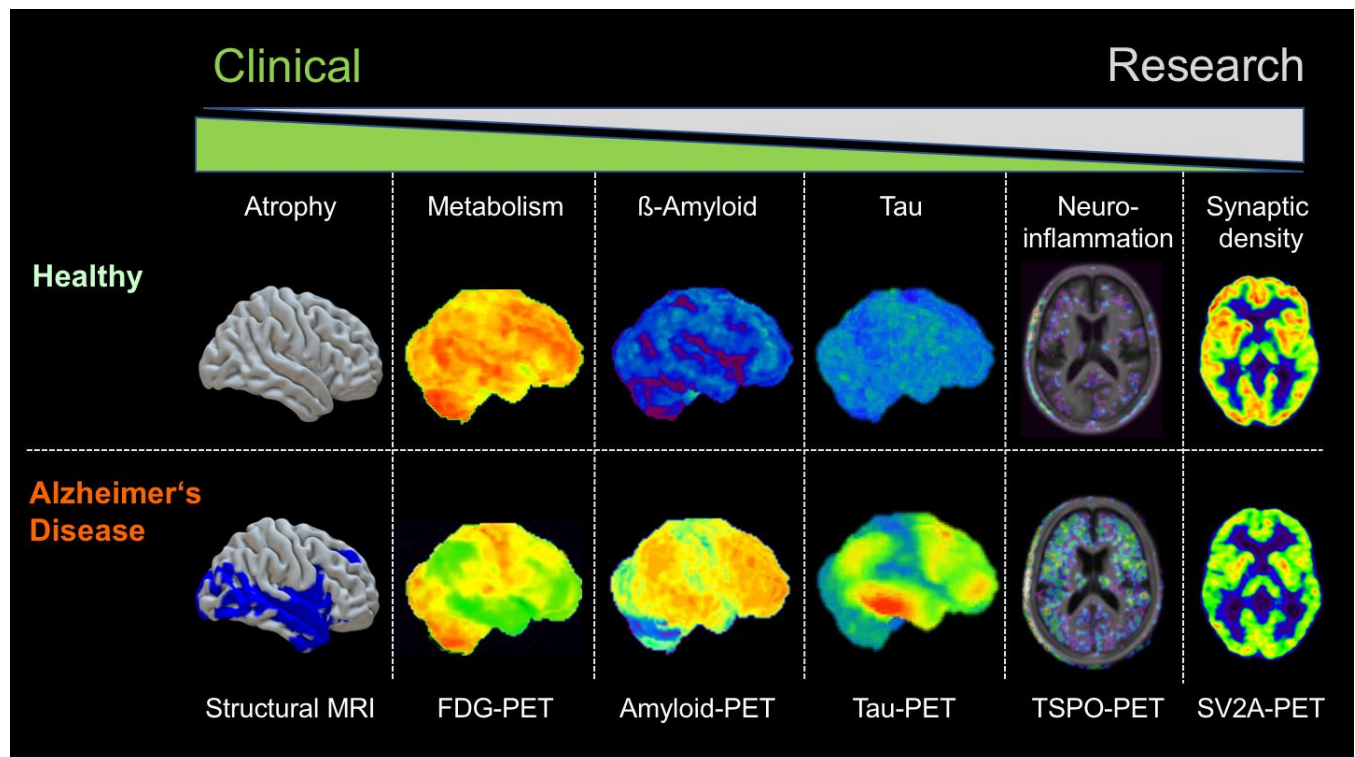 Clinical
Research
Atrophy
Metabolism
ß-Amyloid
Tau
Neuro-
inflammation
Synaptic
density
Healthy
Alzheimer‘s
Disease
Structural MRI
FDG-PET
Amyloid-PET
Tau-PET
TSPO-PET
SV2A-PET